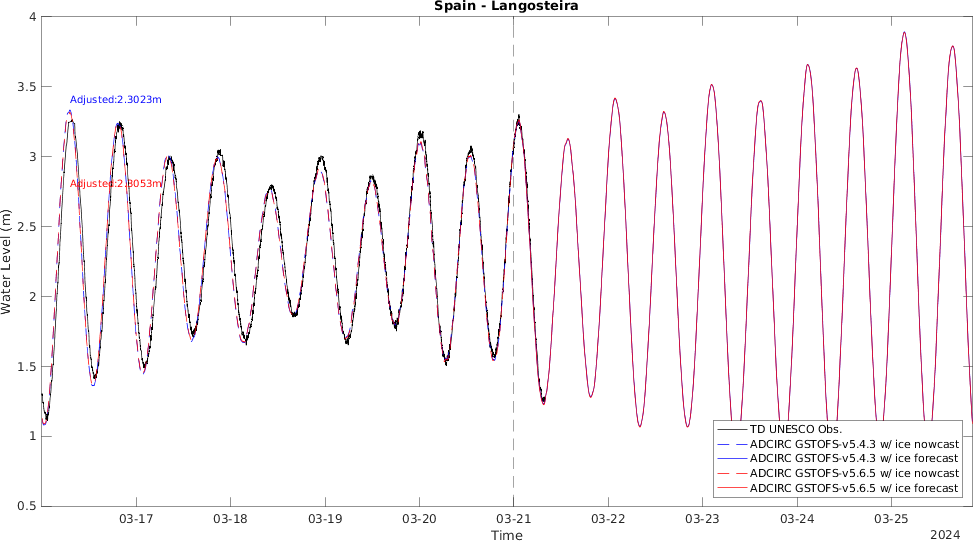 Spain - Langosteira
4
3.5
3
2.5
2
1.5
1
0.5
Water Level (m)
Adjusted:2.3023m
Adjusted:2.3053m
TD UNESCO Obs.
ADCIRC GSTOFS-v5.4.3 w/ ice nowcast
ADCIRC GSTOFS-v5.4.3 w/ ice forecast
ADCIRC GSTOFS-v5.6.5 w/ ice nowcast
ADCIRC GSTOFS-v5.6.5 w/ ice forecast
03-17
03-18
03-19
03-20
03-21
03-22
03-23
03-24
03-25
Time
2024